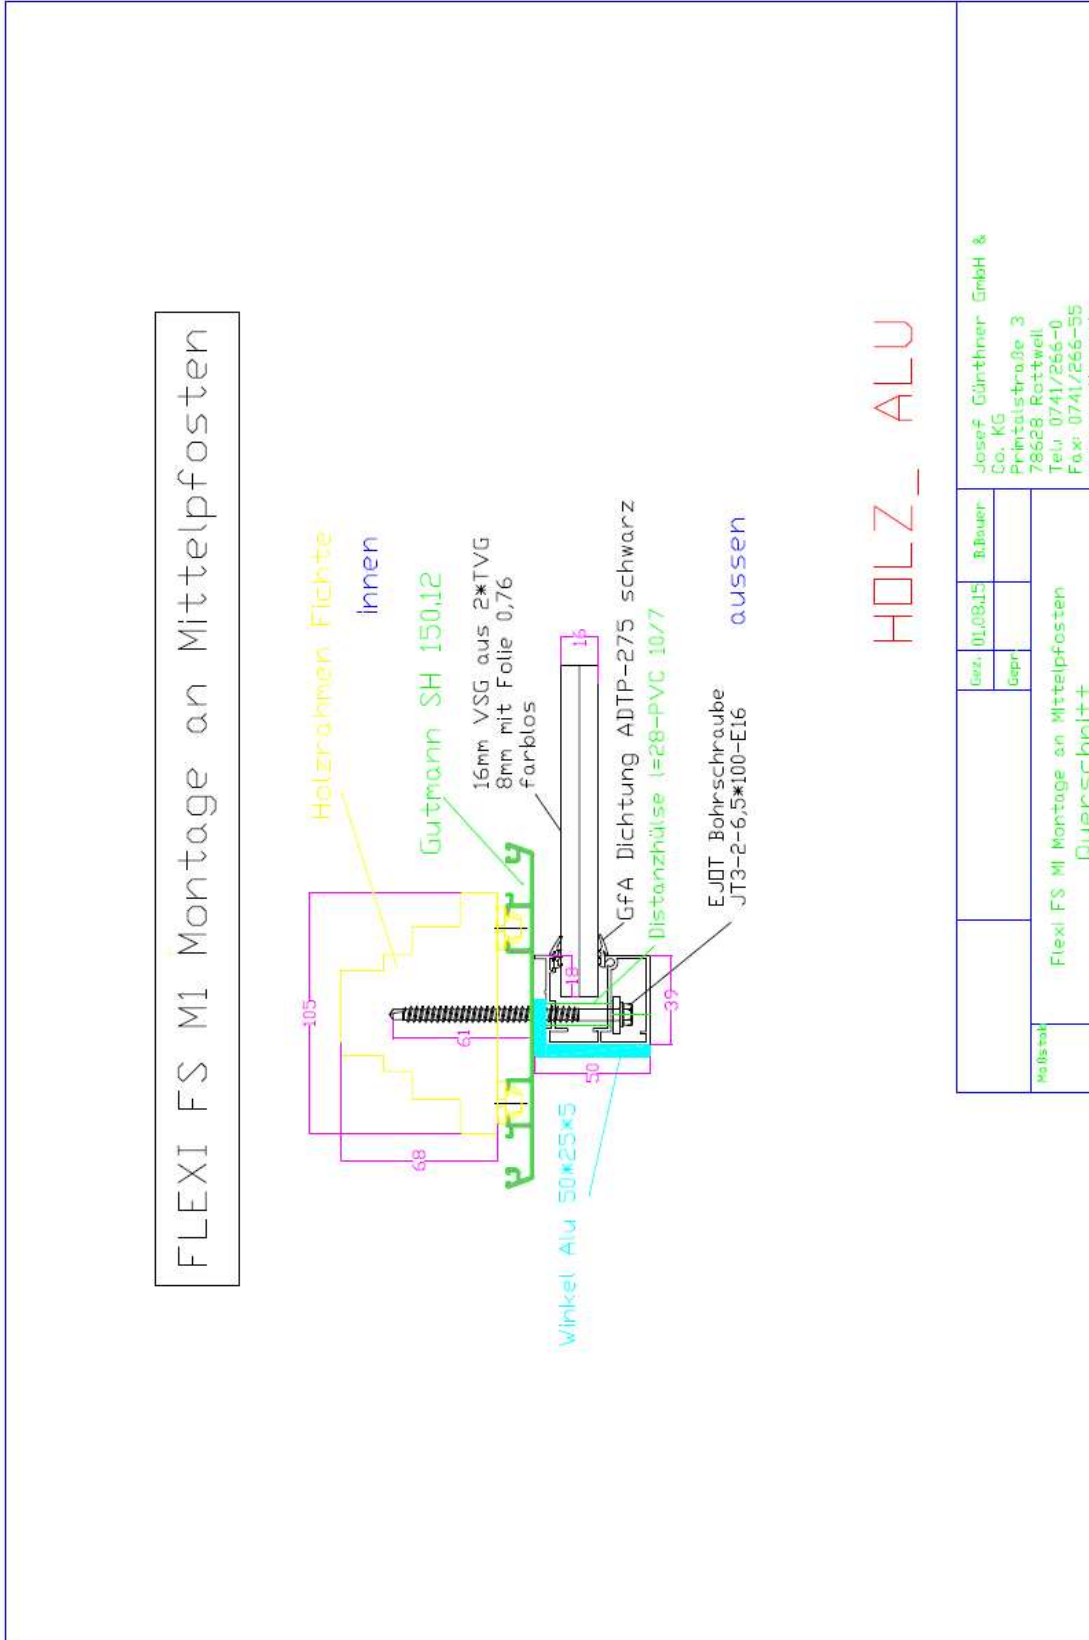 FLEXI FS M1 Montage an Mittelpfosten
Holzrahmen Fichte
innen
Gutmann SH 150,12
16mm VSG aus 2*TVG
8mm mit Folie 0,76
farblos
105
68
61
16
18
GfA Dichtung ADTP-275 schwarz
Distanzhülse l=28-PVC 10/7
39
50
Winkel Alu 50*25*5
EJOT Bohrschraube
JT3-2-6,5*100-E16
aussen
HOLZ_ ALU
Gez. 01.08.15 B.Bauer
Gepr.
Josef Günthner GmbH &
Co. KG
Primtalstraße 3
78628 Rottweil
Tel.: 0741/266-0
Fax: 0741/266-55
Maßstab
Flexi FS M1 Montage an Mittelpfosten
Querschnitt